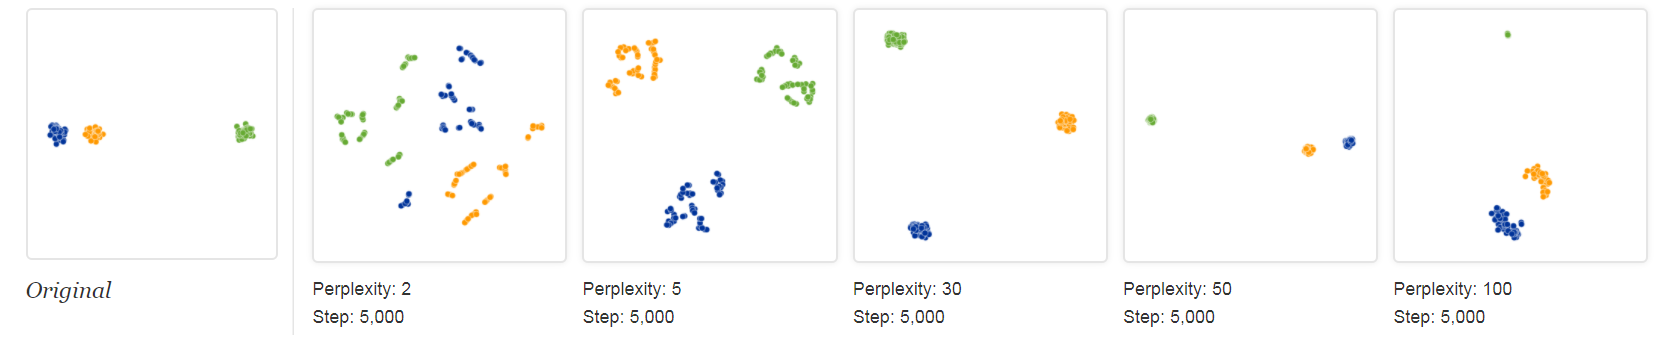 Original
Perplexity: 2
Step: 5,000
Perplexity: 5
Step: 5,000
Perplexity: 30
Step: 5,000
Perplexity: 50
Step: 5,000
Perplexity: 100
Step: 5,000